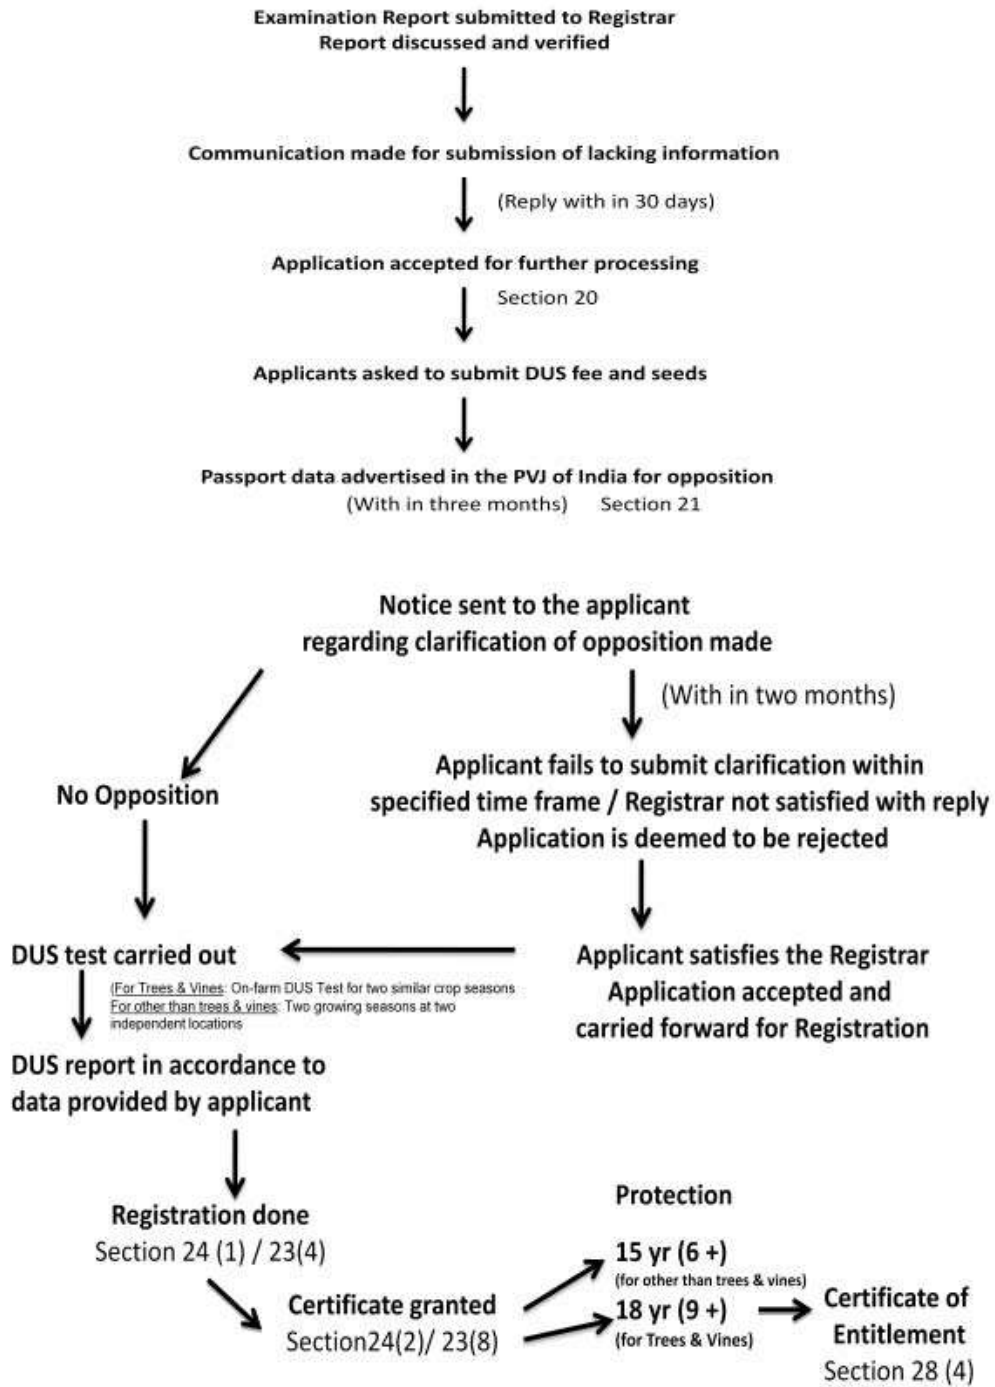 Examination Report submitted to Registrar
Report discussed and verified
Communication made for submission of lacking information
(Reply with in 30 days)
Application accepted for further processing
Section 20
Applicants asked to submit DUS fee and seeds
Passport data advertised in the PVJ of India for opposition
(With in three months) Section 21
Notice sent to the applicant
regarding clarification of opposition made
(With in two months)
No Opposition
Applicant fails to submit clarification within
specified time frame / Registrar not satisfied with reply
Application is deemed to be rejected
DUS test carried out
(For Trees & Vines: On-farm DUS Test for two similar crop seasons
For other than trees & vines: Two growing seasons at two
independent locations
Applicant satisfies the Registrar
Application accepted and
carried forward for Registration
DUS report in accordance to
data provided by applicant
Registration done
Section 24 (1) / 23(4)
Certificate granted
Section24(2)/ 23(8)
Protection
15 yr (6 +)
(for other than trees & vines)
18 yr (9 +)
(for Trees & Vines)
Certificate of
Entitlement
Section 28 (4)